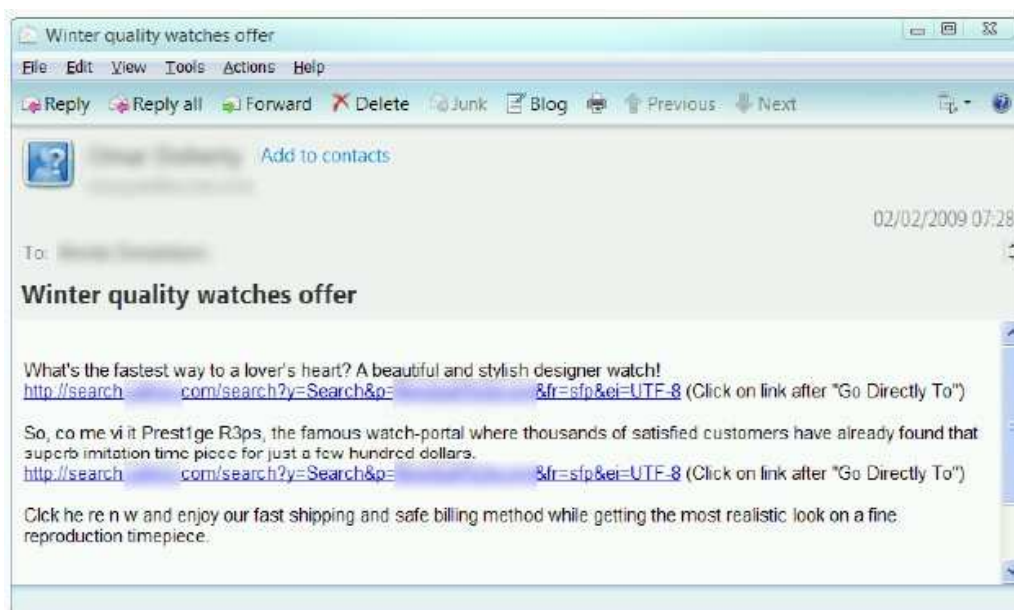 Winter quality watches offer
File Edit View Tools Actions Help
Reply Reply all Forward Delete Junk Blog Previous Next
Add to contacts
02/02/2009 07:28
To:
Winter quality watches offer
What's the fastest way to a lover's heart? A beautiful and stylish designer watch!
http://search com/search?y=Search&p= &fr=sfp&ei=UTF-8 (Click on link after "Go Directly To")
So, co me vi it Prest1ge R3ps, the famous watch-portal where thousands of satisfied customers have already found that
superb imitation time piece for just a few hundred dollars.
http://search com/search?y=Search&p= &fr=sfp&ei=UTF-8 (Click on link after "Go Directly To")
Clck he re n w and enjoy our fast shipping and safe billing method while getting the most realistic look on a fine
reproduction timepiece.